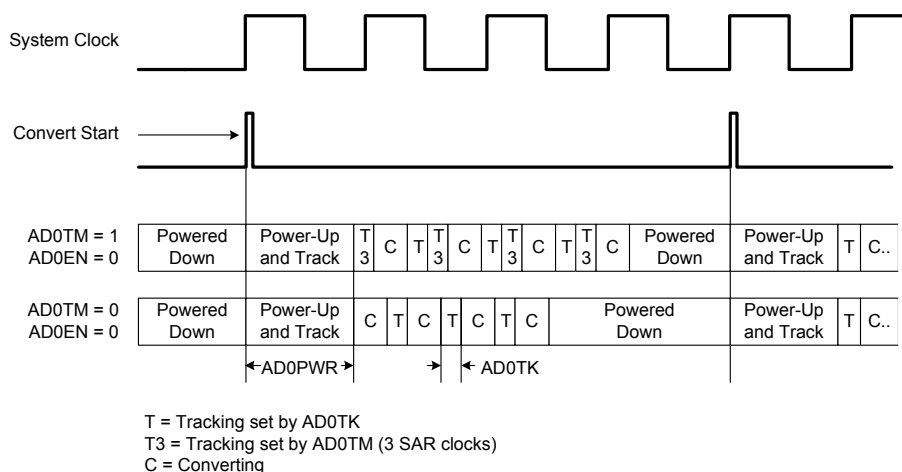 System Clock
Convert Start
AD0TM = 1
AD0EN = 0
Powered
Down
Power-Up
and Track
T
3
C
T
T
3
C
T
T
3
C
T
T
3
C
Powered
Down
Power-Up
and Track
T
C..
AD0TM = 0
AD0EN = 0
Powered
Down
Power-Up
and Track
C
T
C
T
C
T
C
Powered
Down
Power-Up
and Track
T
C..
AD0PWR
AD0TK
T = Tracking set by AD0TK
T3 = Tracking set by AD0TM (3 SAR clocks)
C = Converting